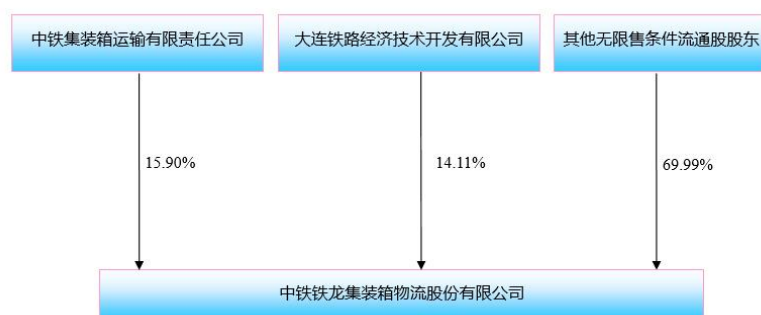 中铁集装箱运输有限责任公司
大连铁路经济技术开发有限公司
其他无限售条件流通股股东
15.90%
14.11%
69.99%
中铁铁龙集装箱物流股份有限公司